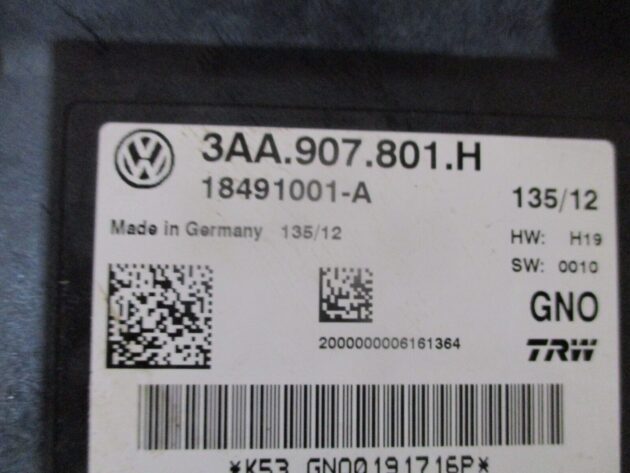 3AA.907.801.H
18491001-A
135/12
Made in Germany 135/12
HW: H19
SW: 0010
GNO
2000000006161364
TRW
*K53 GNO0191716P*